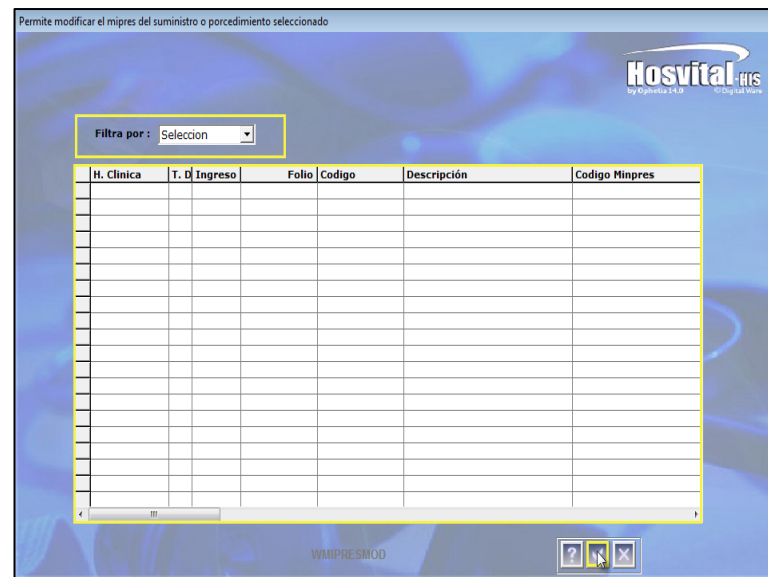 Permite modificar el mipres del suministro o porcedimiento seleccionado
Hosvital-HIS
by Ophelia 14.0 © Digital Ware
Filtra por : Seleccion
H. Clinica T. D Ingreso Folio Codigo Descripción Codigo Minpres
WMIPRESMOD
? X